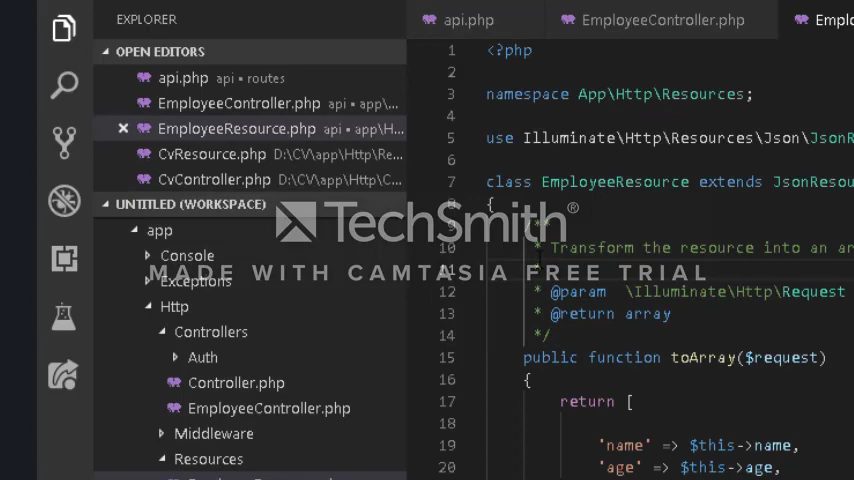 EXPLORER
OPEN EDITORS
api.php api • routes
EmployeeController.php api • app\...
EmployeeResource.php api • app\H...
CvResource.php D:\CV\app\Http\Re...
CvController.php D:\CV\app\Http\C...
UNTITLED (WORKSPACE)
app
Console
Exceptions
Http
Controllers
Auth
Controller.php
EmployeeController.php
Middleware
Resources
api.php
EmployeeController.php
Emplo
1 <?php
2
3 namespace App\Http\Resources;
4
5 use Illuminate\Http\Resources\Json\JsonR
6
7 class EmployeeResource extends JsonResou
8 {
9 /**
10 * Transform the resource into an ar
11 *
12 * @param \Illuminate\Http\Request
13 * @return array
14 */
15 public function toArray($request)
16 {
17 return [
18
19 'name' => $this->name,
20 'age' => $this->age,
TechSmith®
MADE WITH CAMTASIA FREE TRIAL